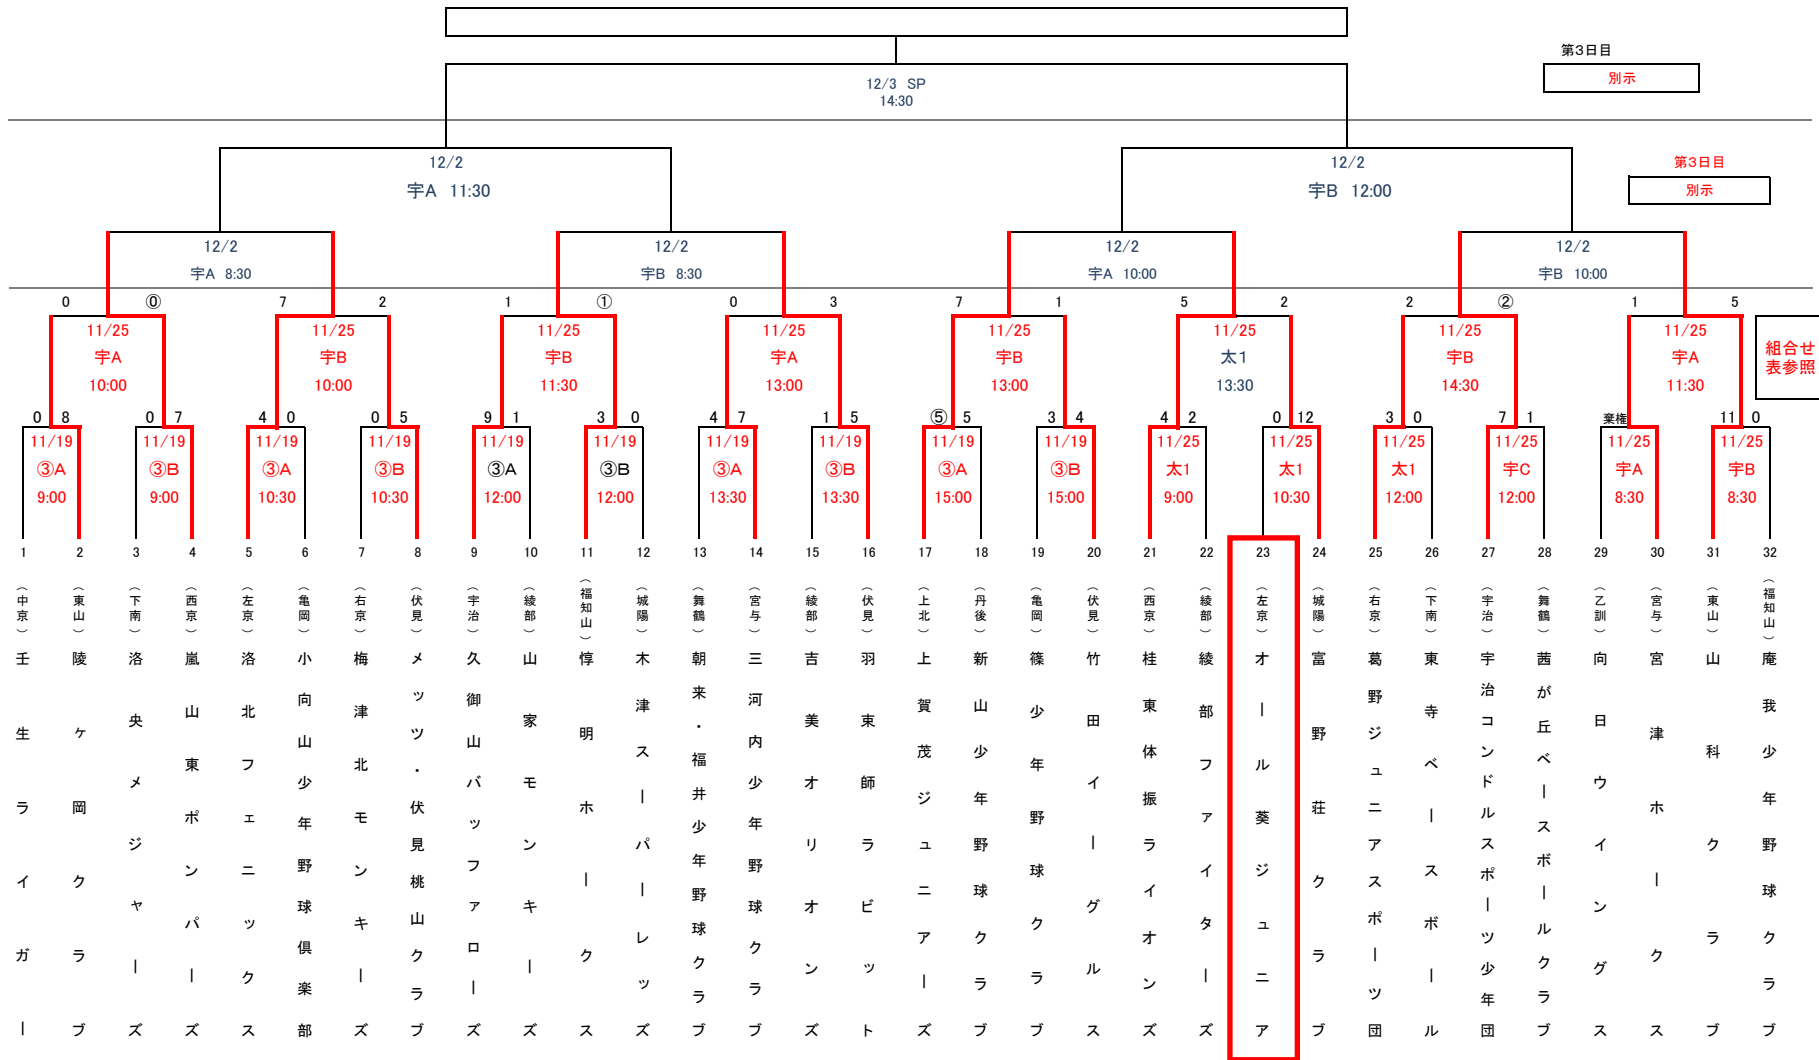 第3日目
別示
12/3 SP
14:30
12/2
宇A 11:30
12/2
宇B 12:00
第3日目
別示
12/2
宇A 8:30
12/2
宇B 8:30
12/2
宇A 10:00
12/2
宇B 10:00
0 ⓪ 7 2 1 ① 0 3 7 1 5 2 2 ② 1 5
11/25 11/25 11/25 11/25 11/25 11/25 11/25 11/25
宇A 宇B 宇B 宇A 宇B 太1 宇B 宇A
10:00 10:00 11:30 13:00 13:00 13:30 14:30 11:30
組合せ
表参照
0 8 0 7 4 0 0 5 9 1 3 0 4 7 1 5 ⑤ 5 3 4 4 2 0 12 3 0 7 1 棄権 11 0
11/19 11/19 11/19 11/19 11/19 11/19 11/19 11/19 11/19 11/19 11/25 11/25 11/25 11/25 11/25 11/25
③A ③B ③A ③B ③A ③B ③A ③B ③A ③B 太1 太1 太1 宇C 宇A 宇B
9:00 9:00 10:30 10:30 12:00 12:00 13:30 13:30 15:00 15:00 9:00 10:30 12:00 12:00 8:30 8:30
1 2 3 4 5 6 7 8 9 10 11 12 13 14 15 16 17 18 19 20 21 22 23 24 25 26 27 28 29 30 31 32
（中京）壬生ライガー
（東山）陵ヶ岡クラブ
（下南）洛央メジャーズ
（西京）嵐山東ポンパーズ
（左京）洛北フェニックス
（亀岡）小向山少年野球倶楽部
（右京）梅津北モンキーズ
（伏見）メッツ・伏見桃山クラブ
（宇治）久御山バッファローズ
（綾部）山家モンキーズ
（福知山）惇明ホークス
（城陽）木津スーパーレッズ
（舞鶴）朝来・福井少年野球クラブ
（宮与）三河内少年野球クラブ
（綾部）吉美オリオンズ
（伏見）羽束師ラビット
（上北）上賀茂ジュニアーズ
（丹後）新山少年野球クラブ
（亀岡）篠少年野球クラブ
（伏見）竹田イーグルス
（西京）桂東体振ライオンズ
（綾部）綾部ファイターズ
（左京）オール葵ジュニア
（城陽）富野荘クラブ
（右京）葛野ジュニアスポーツ団
（下南）東寺ベースボール
（宇治）宇治コンドルスポーツ少年団
（舞鶴）茜が丘ベースボールクラブ
（乙訓）向日ウイングス
（宮与）宮津ホークス
（東山）山科クラブ
（福知山）庵我少年野球クラブ